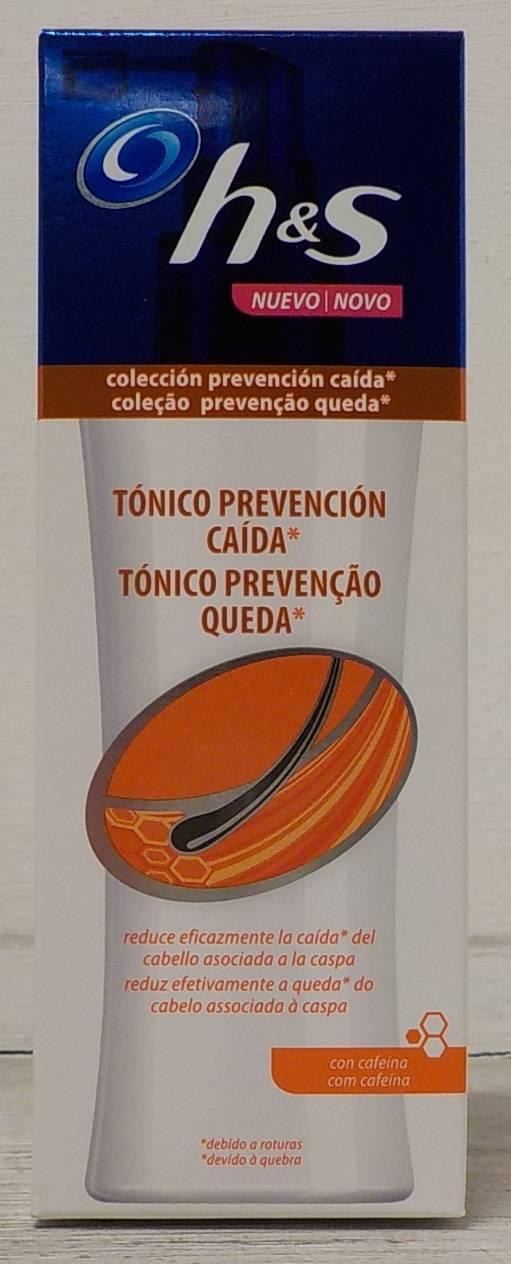 h&s
NUEVO | NOVO
colección prevención caída*
coleção prevenção queda*
TÓNICO PREVENCIÓN
CAÍDA*
TÓNICO PREVENÇÃO
QUEDA*
reduce eficazmente la caída* del
cabello asociada a la caspa
reduz efetivamente a queda* do
cabelo associada à caspa
con cafeína
com cafeína
*debido a roturas
*devido à quebra